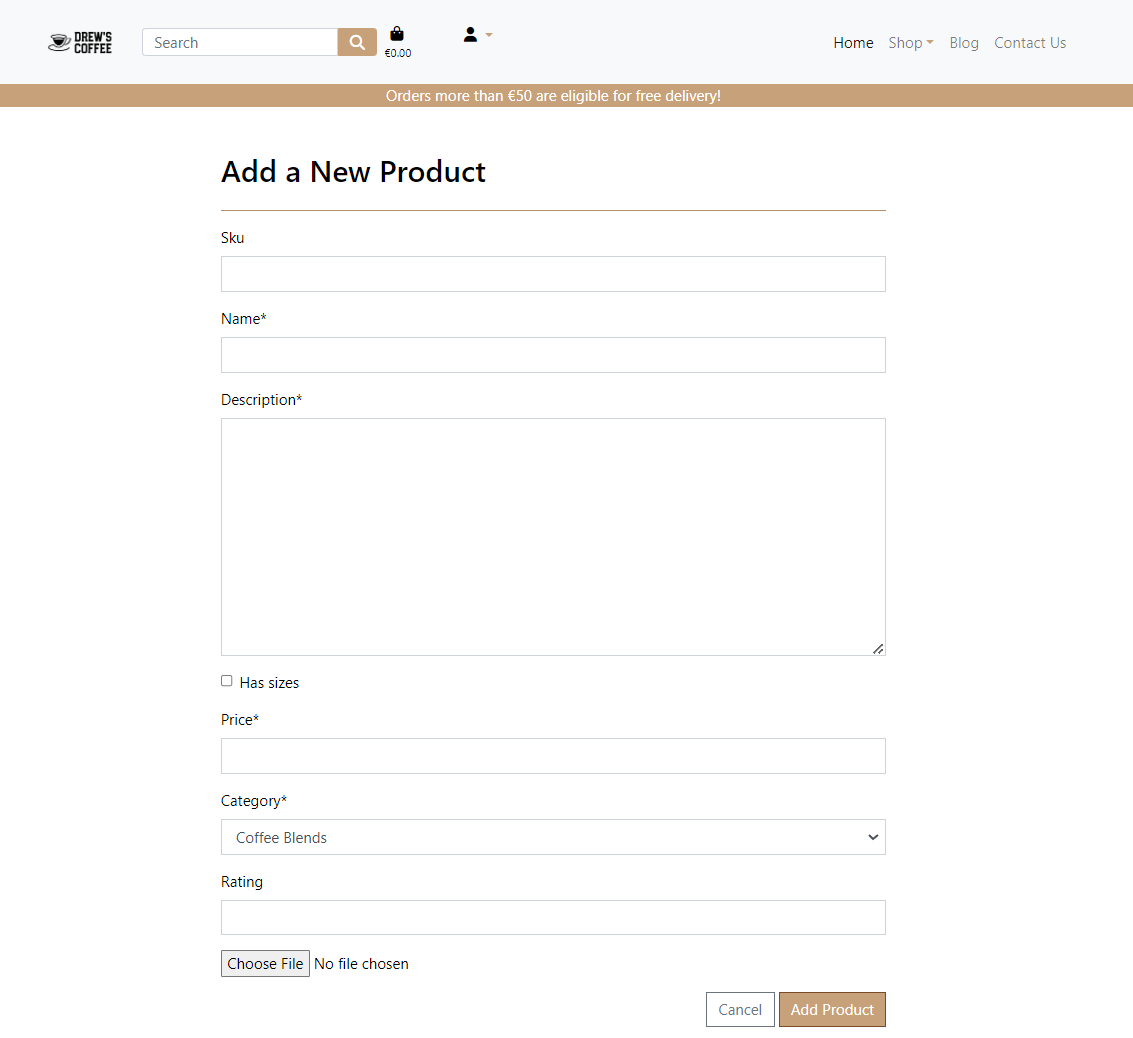 DREW'S
COFFEE
Search
€0.00
Home Shop Blog Contact Us
Orders more than €50 are eligible for free delivery!
Add a New Product
Sku
Name*
Description*
Has sizes
Price*
Category*
Coffee Blends
Rating
Choose File No file chosen
Cancel Add Product